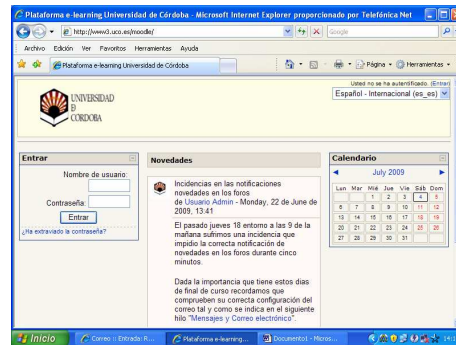 Plataforma e-learning Universidad de Córdoba - Microsoft Internet Explorer proporcionado por Telefónica Net
http://www3.uco.es/moodle/
Google
Archivo Edición Ver Favoritos Herramientas Ayuda
Plataforma e-learning Universidad de Córdoba
Página Herramientas
Usted no se ha autentificado. (Entrar)
Español - Internacional (es_es)
UNIVERSIDAD
D
CORDOBA
Entrar
Nombre de usuario:
Contraseña:
Entrar
¿Ha extraviado la contraseña?
Novedades
Incidencias en las notificaciones
novedades en los foros
de Usuario Admin - Monday, 22 de June de
2009, 13:41
El pasado jueves 18 entorno a las 9 de la
mañana sufrimos una incidencia que
impidio la correcta notificación de
novedades en los foros durante cinco
minutos.
Dada la importancia que tiene estos dias
de final de curso recordamos que
comprueben su correcta configuración del
correo tal y como se indica en el siguiente
hilo "Mensajes y Correo electrónico".
Calendario
July 2009
Lun Mar Mié Jue Vie Sáb Dom
1 2 3 4 5
6 7 8 9 10 11 12
13 14 15 16 17 18 19
20 21 22 23 24 25 26
27 28 29 30 31
Inicio
Correo :: Entrada: R...
Plataforma e-learning...
Documento1 - Micros...